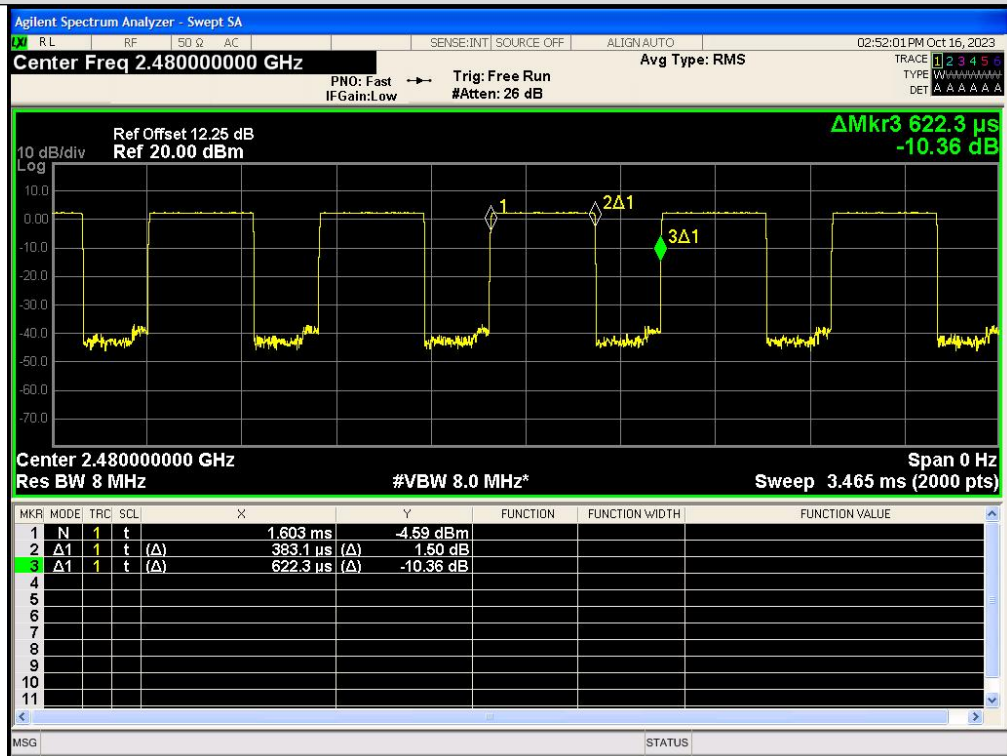 Agilent Spectrum Analyzer - Swept SA
LXI RL RF 50 Ω AC SENSE:INT SOURCE OFF ALIGN AUTO 02:52:01 PM Oct 16, 2023
Center Freq 2.480000000 GHz Avg Type: RMS TRACE 1 2 3 4 5 6
PNO: Fast Trig: Free Run TYPE WWWWWW
IFGain:Low #Atten: 26 dB DET A A A A A A
ΔMkr3 622.3 µs
-10.36 dB
Ref Offset 12.25 dB
10 dB/div Ref 20.00 dBm
Log
10.0
0.00
-10.0
-20.0
-30.0
-40.0
-50.0
-60.0
-70.0
1
2Δ1
3Δ1
Center 2.480000000 GHz Span 0 Hz
Res BW 8 MHz #VBW 8.0 MHz* Sweep 3.465 ms (2000 pts)
MKR MODE TRC SCL X Y FUNCTION FUNCTION WIDTH FUNCTION VALUE
1 N 1 t 1.603 ms -4.59 dBm
2 Δ1 1 t (Δ) 383.1 µs (Δ) 1.50 dB
3 Δ1 1 t (Δ) 622.3 µs (Δ) -10.36 dB
4
5
6
7
8
9
10
11
MSG STATUS